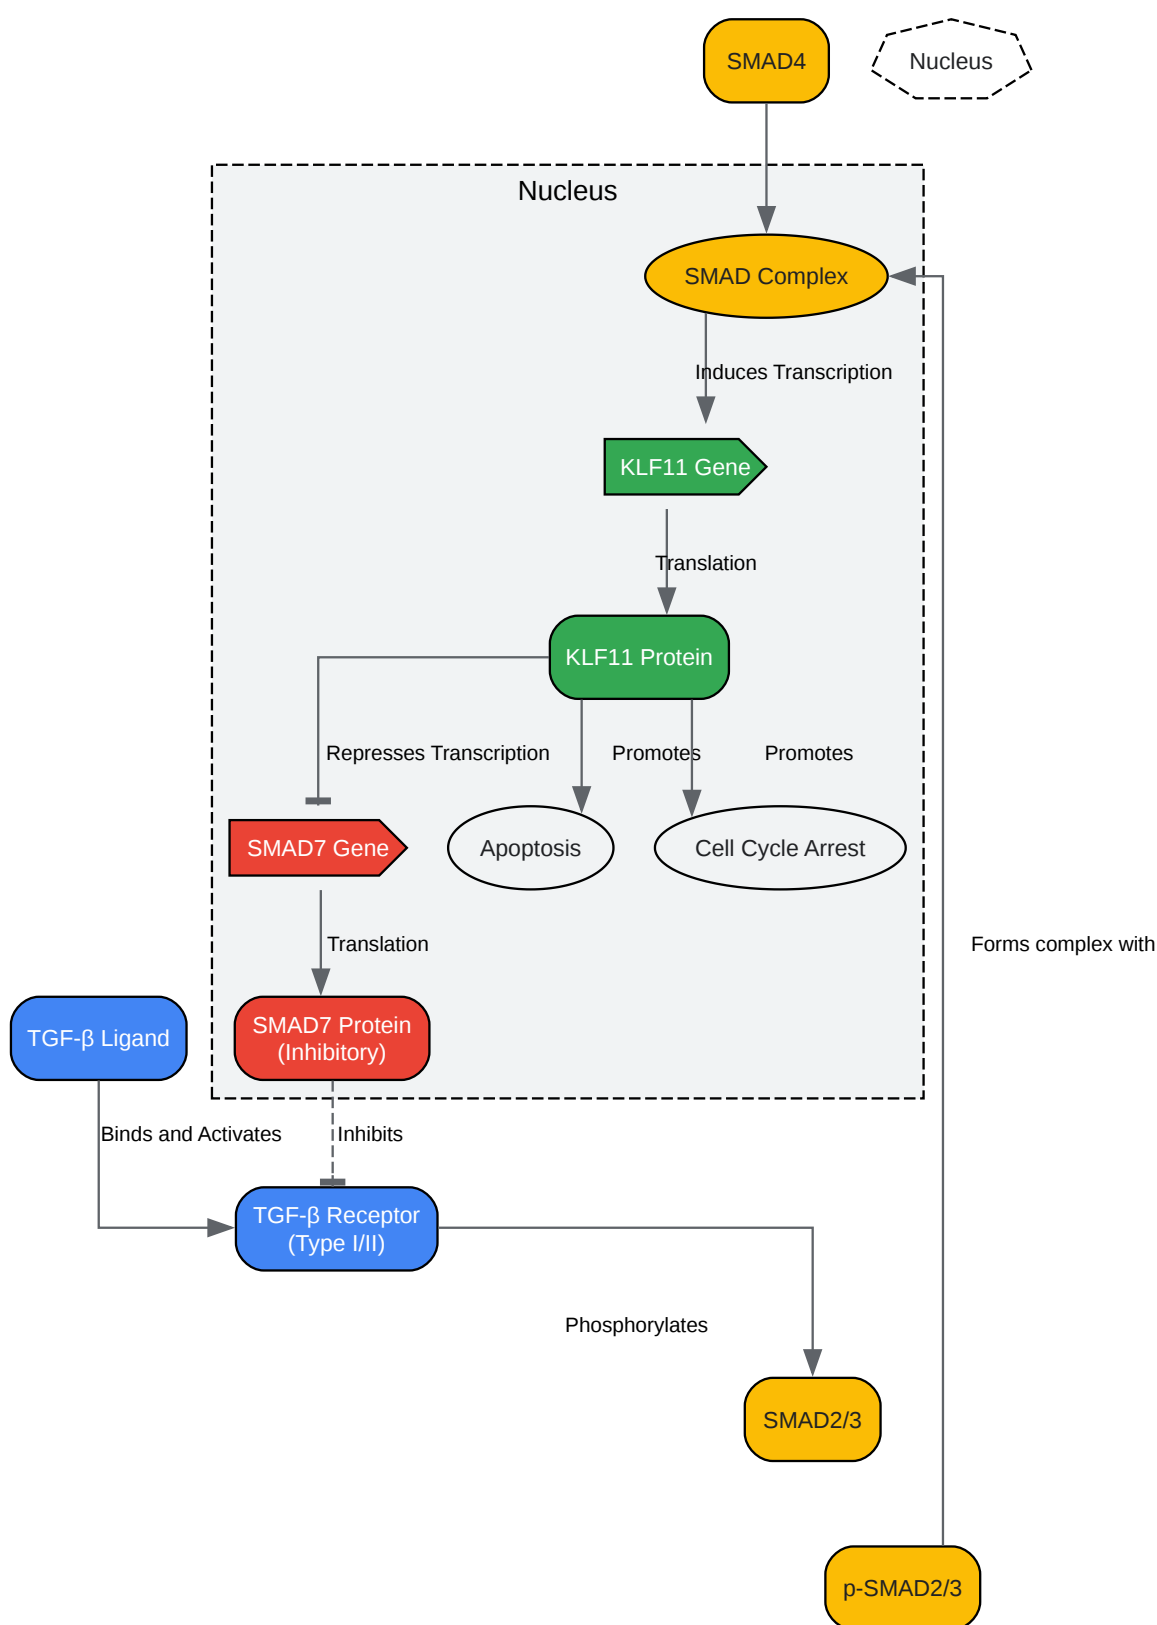 SMAD4
Nucleus
Nucleus
SMAD Complex
Induces Transcription
KLF11 Gene
Translation
KLF11 Protein
Represses Transcription
Promotes
Promotes
SMAD7 Gene
Apoptosis
Cell Cycle Arrest
Translation
Forms complex with
TGF-β Ligand
SMAD7 Protein
(Inhibitory)
Binds and Activates
Inhibits
TGF-β Receptor
(Type I/II)
Phosphorylates
SMAD2/3
p-SMAD2/3